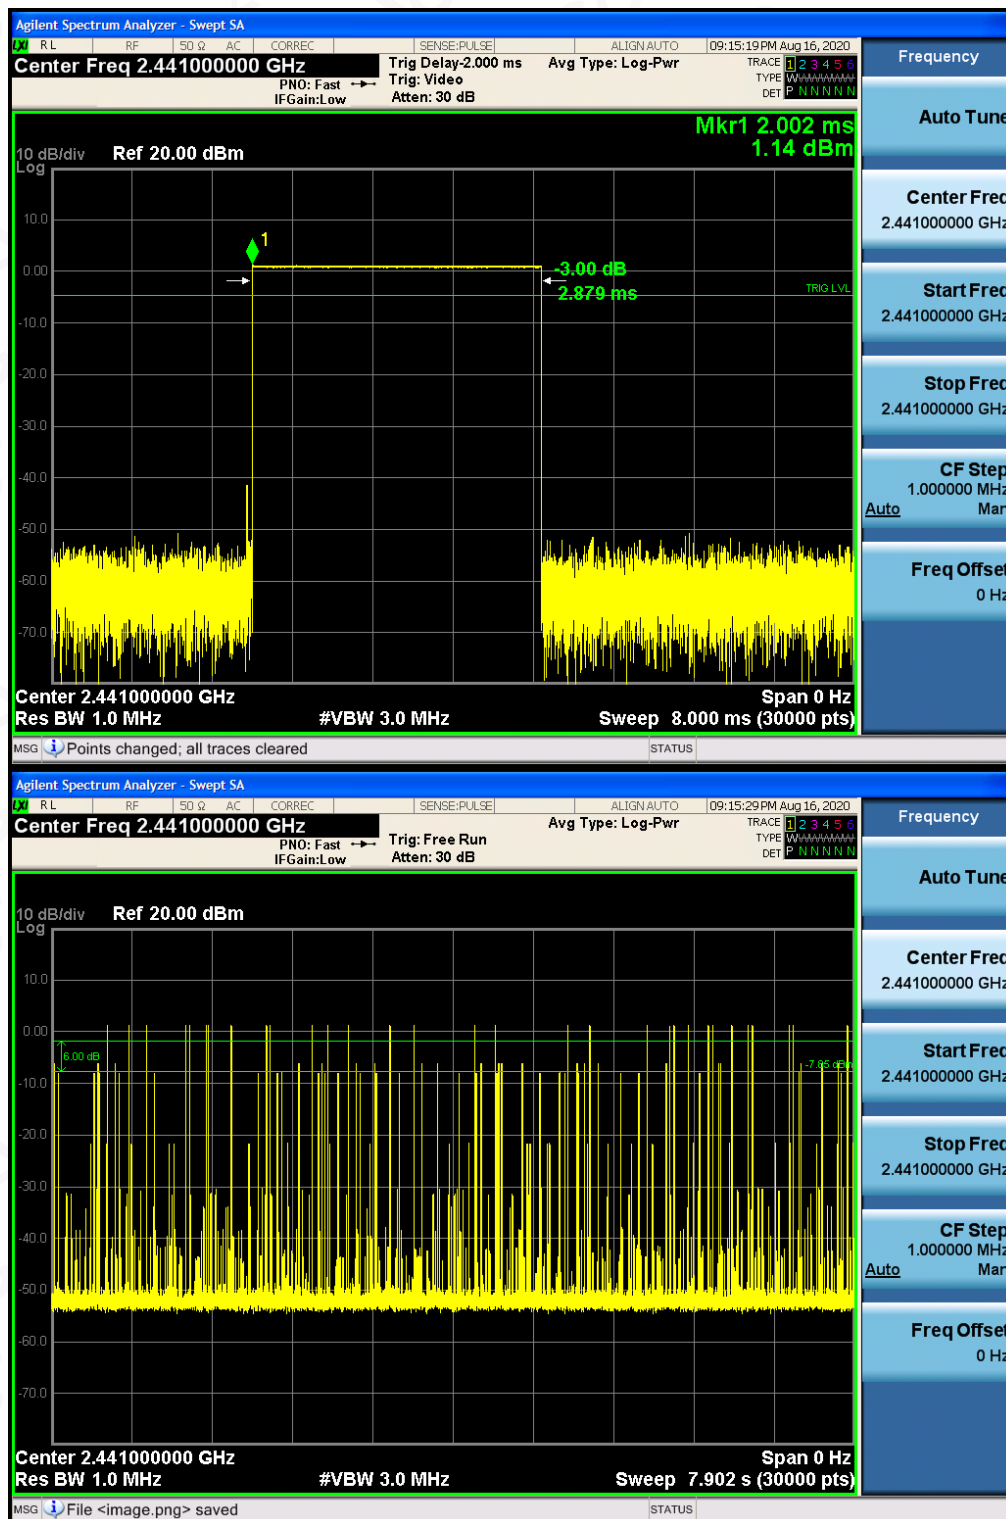 Agilent Spectrum Analyzer - Swept SA
LXI RL RF 50 Ω AC CORREC SENSE:PULSE ALIGN AUTO 09:15:19 PM Aug 16, 2020
Center Freq 2.441000000 GHz
PNO: Fast
IFGain:Low
Trig Delay-2.000 ms
Trig: Video
Atten: 30 dB
Avg Type: Log-Pwr
TRACE 1 2 3 4 5 6
TYPE WWWWWW
DET P N N N N N
Mkr1 2.002 ms
1.14 dBm
10 dB/div Ref 20.00 dBm
Log
10.0
1
0.00
-3.00 dB
2.879 ms
TRIG LVL
-10.0
-20.0
-30.0
-40.0
-50.0
-60.0
-70.0
Center 2.441000000 GHz Span 0 Hz
Res BW 1.0 MHz #VBW 3.0 MHz Sweep 8.000 ms (30000 pts)
MSG Points changed; all traces cleared STATUS
Frequency
Auto Tune
Center Freq
2.441000000 GHz
Start Freq
2.441000000 GHz
Stop Freq
2.441000000 GHz
CF Step
1.000000 MHz
Auto Man
Freq Offset
0 Hz
Agilent Spectrum Analyzer - Swept SA
LXI RL RF 50 Ω AC CORREC SENSE:PULSE ALIGN AUTO 09:15:29 PM Aug 16, 2020
Center Freq 2.441000000 GHz
PNO: Fast
IFGain:Low
Trig: Free Run
Atten: 30 dB
Avg Type: Log-Pwr
TRACE 1 2 3 4 5 6
TYPE WWWWWW
DET P N N N N N
10 dB/div Ref 20.00 dBm
Log
10.0
0.00
6.00 dB
-7.85 dBm
-10.0
-20.0
-30.0
-40.0
-50.0
-60.0
-70.0
Center 2.441000000 GHz Span 0 Hz
Res BW 1.0 MHz #VBW 3.0 MHz Sweep 7.902 s (30000 pts)
MSG File <image.png> saved STATUS
Frequency
Auto Tune
Center Freq
2.441000000 GHz
Start Freq
2.441000000 GHz
Stop Freq
2.441000000 GHz
CF Step
1.000000 MHz
Auto Man
Freq Offset
0 Hz